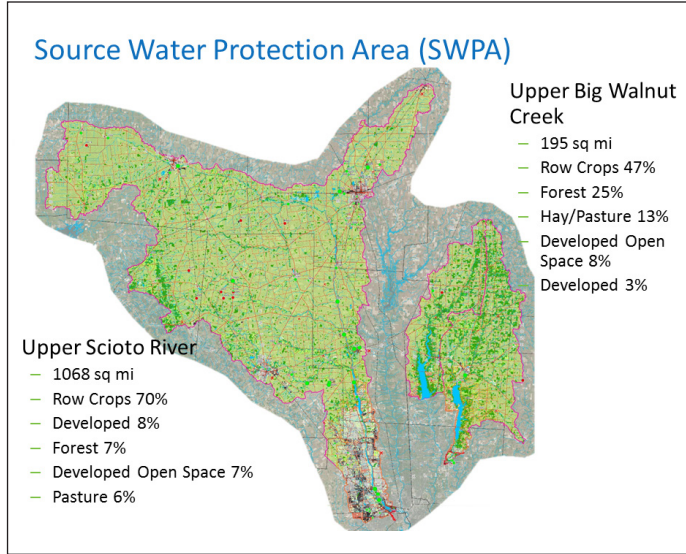 Source Water Protection Area (SWPA)
Upper Big Walnut
Creek
– 195 sq mi
– Row Crops 47%
– Forest 25%
– Hay/Pasture 13%
– Developed Open
Space 8%
Developed 3%
Upper Scioto River
– 1068 sq mi
– Row Crops 70%
– Developed 8%
– Forest 7%
– Developed Open Space 7%
– Pasture 6%